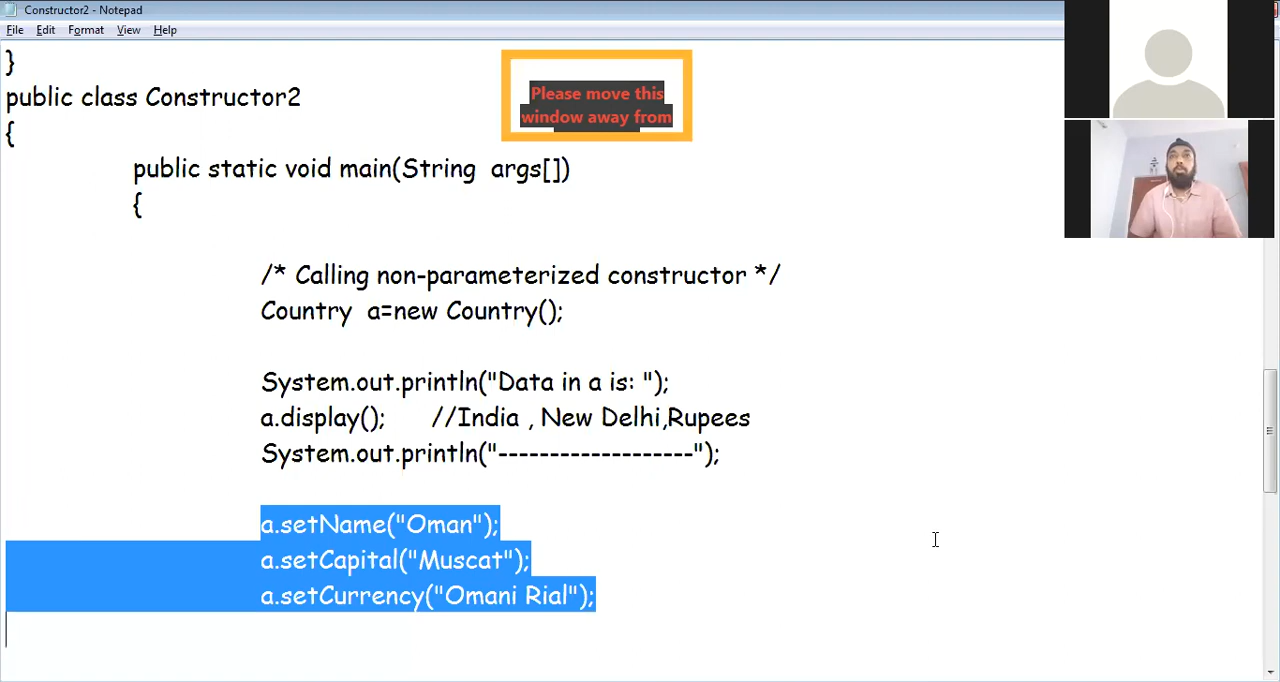 Constructor2 - Notepad
File Edit Format View Help
}
public class Constructor2
{
Please move this
window away from
public static void main(String args[])
{
/* Calling non-parameterized constructor */
Country a=new Country();
System.out.println("Data in a is: ");
a.display(); //India , New Delhi,Rupees
System.out.println("-------------------");
a.setName("Oman");
a.setCapital("Muscat");
a.setCurrency("Omani Rial");